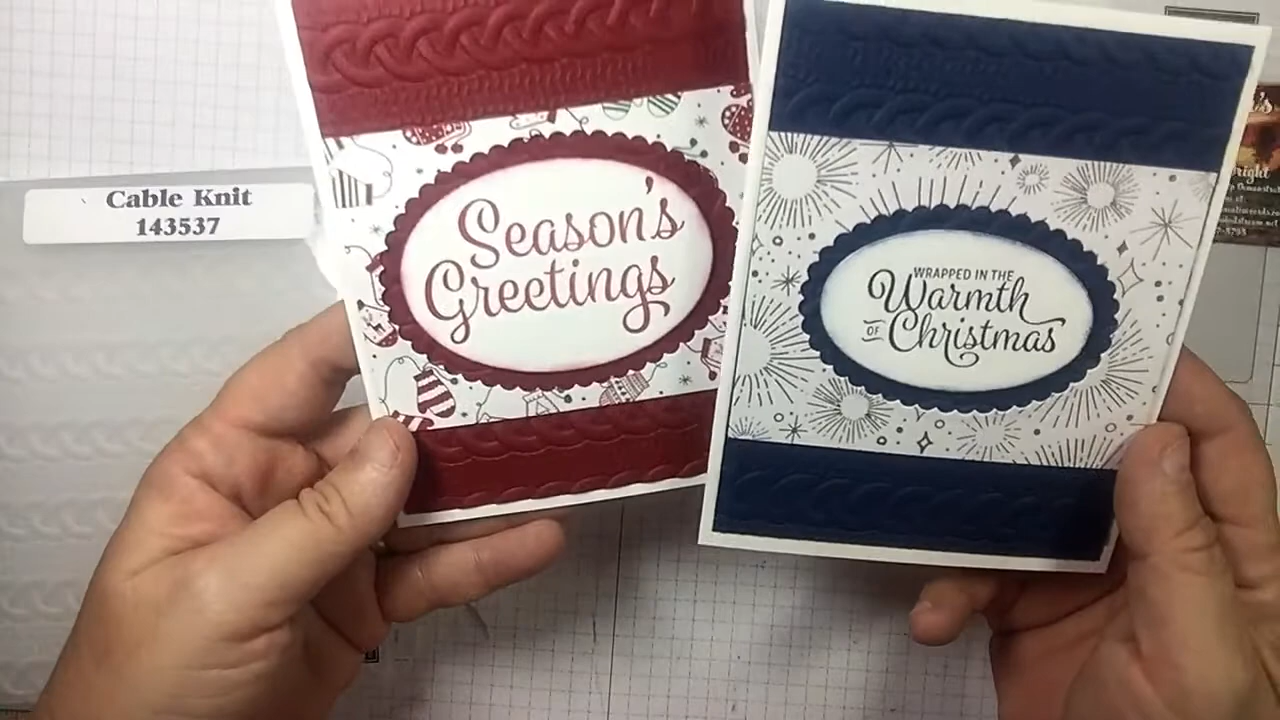 Cable Knit
143537
Season's
Greetings
WRAPPED IN THE
Warmth
OF Christmas